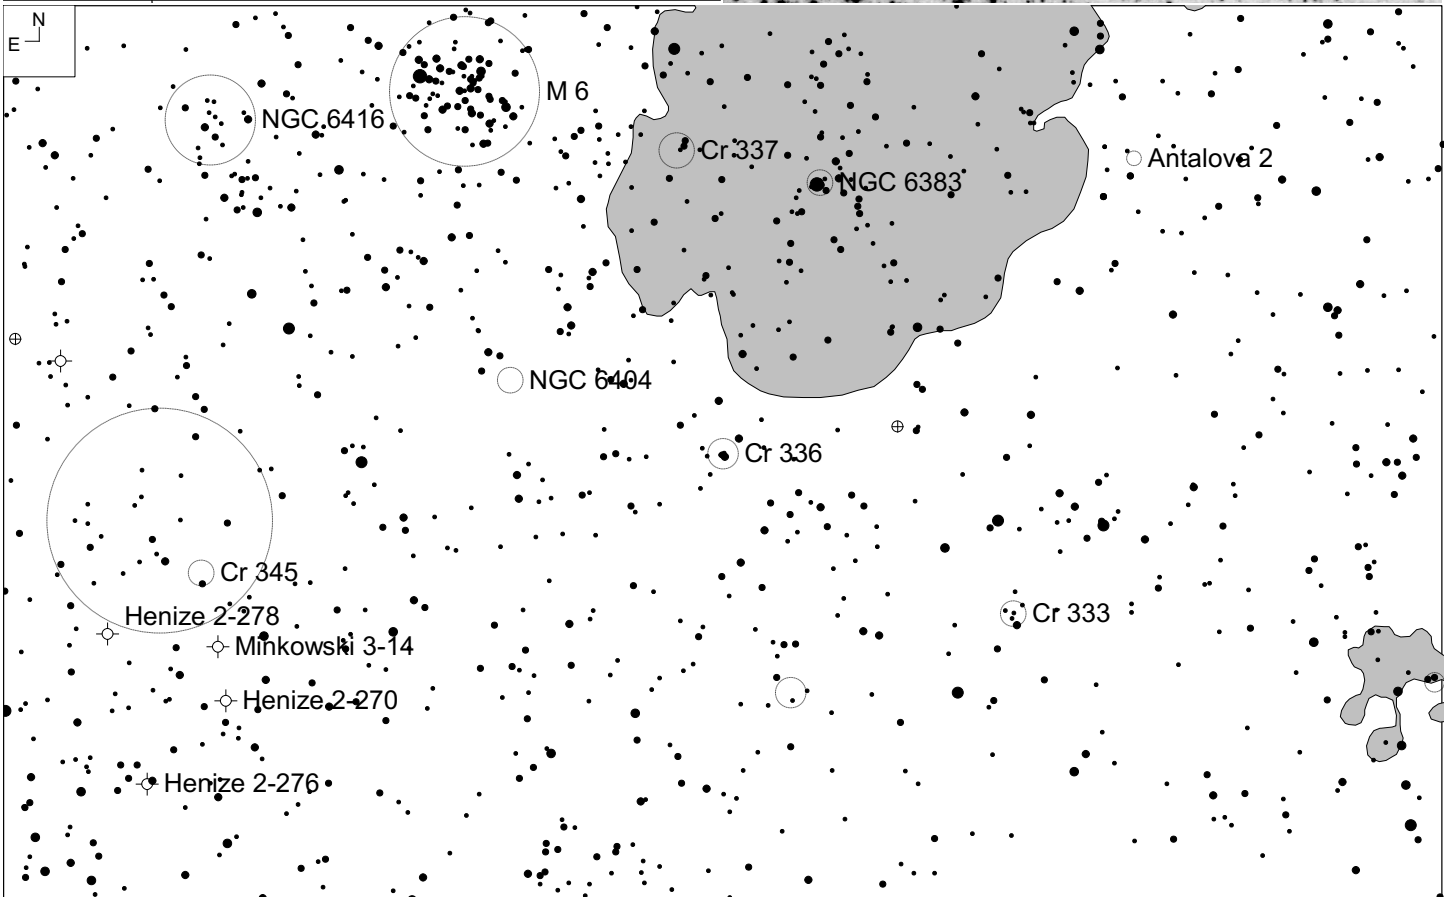 N
E
M 6
NGC 6416
Cr 337
Antalova 2
NGC 6383
NGC 6404
Cr 336
Cr 345
Henize 2-278
Cr 333
Minkowski 3-14
Henize 2-270
Henize 2-276